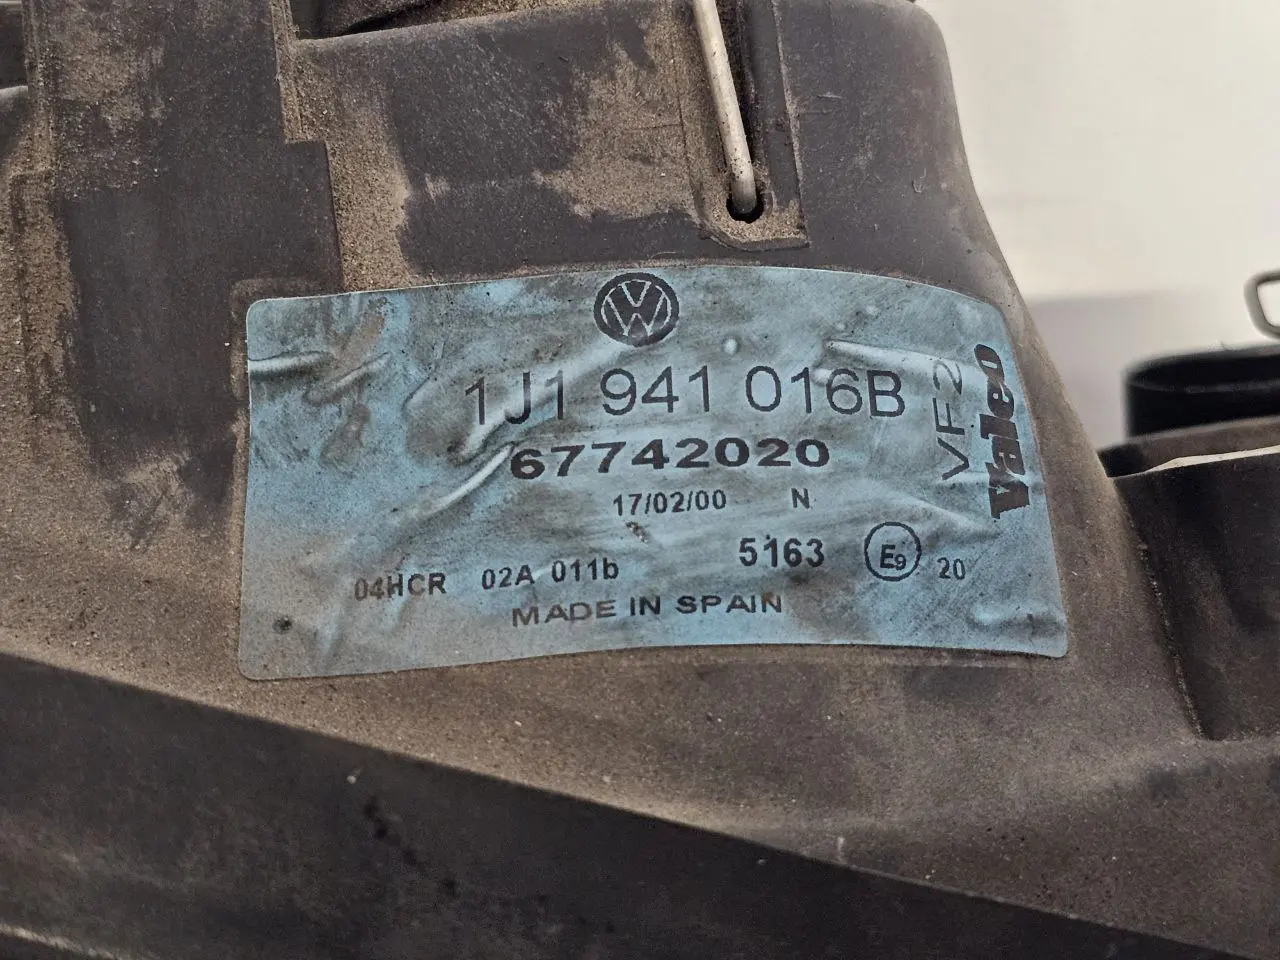 1J1 941 016B
67742020
17/02/00 N
5163 E9 20
04HCR 02A 011b
MADE IN SPAIN
VF2
Valeo